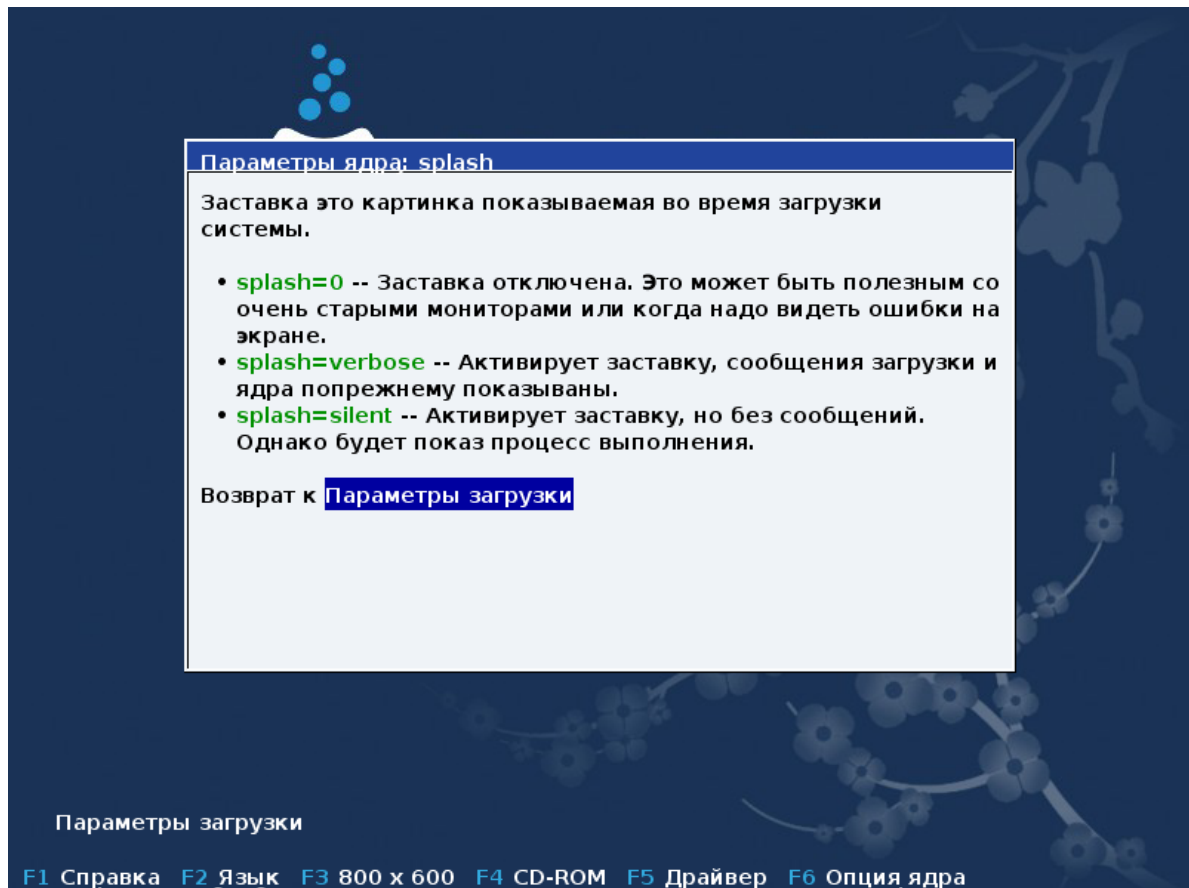 Параметры ядра: splash
Заставка это картинка показываемая во время загрузки
системы.
• splash=0 -- Заставка отключена. Это может быть полезным со
очень старыми мониторами или когда надо видеть ошибки на
экране.
• splash=verbose -- Активирует заставку, сообщения загрузки и
ядра попрежнему показываны.
• splash=silent -- Активирует заставку, но без сообщений.
Однако будет показ процесс выполнения.
Возврат к Параметры загрузки
Параметры загрузки
F1 Справка F2 Язык F3 800 x 600 F4 CD-ROM F5 Драйвер F6 Опция ядра